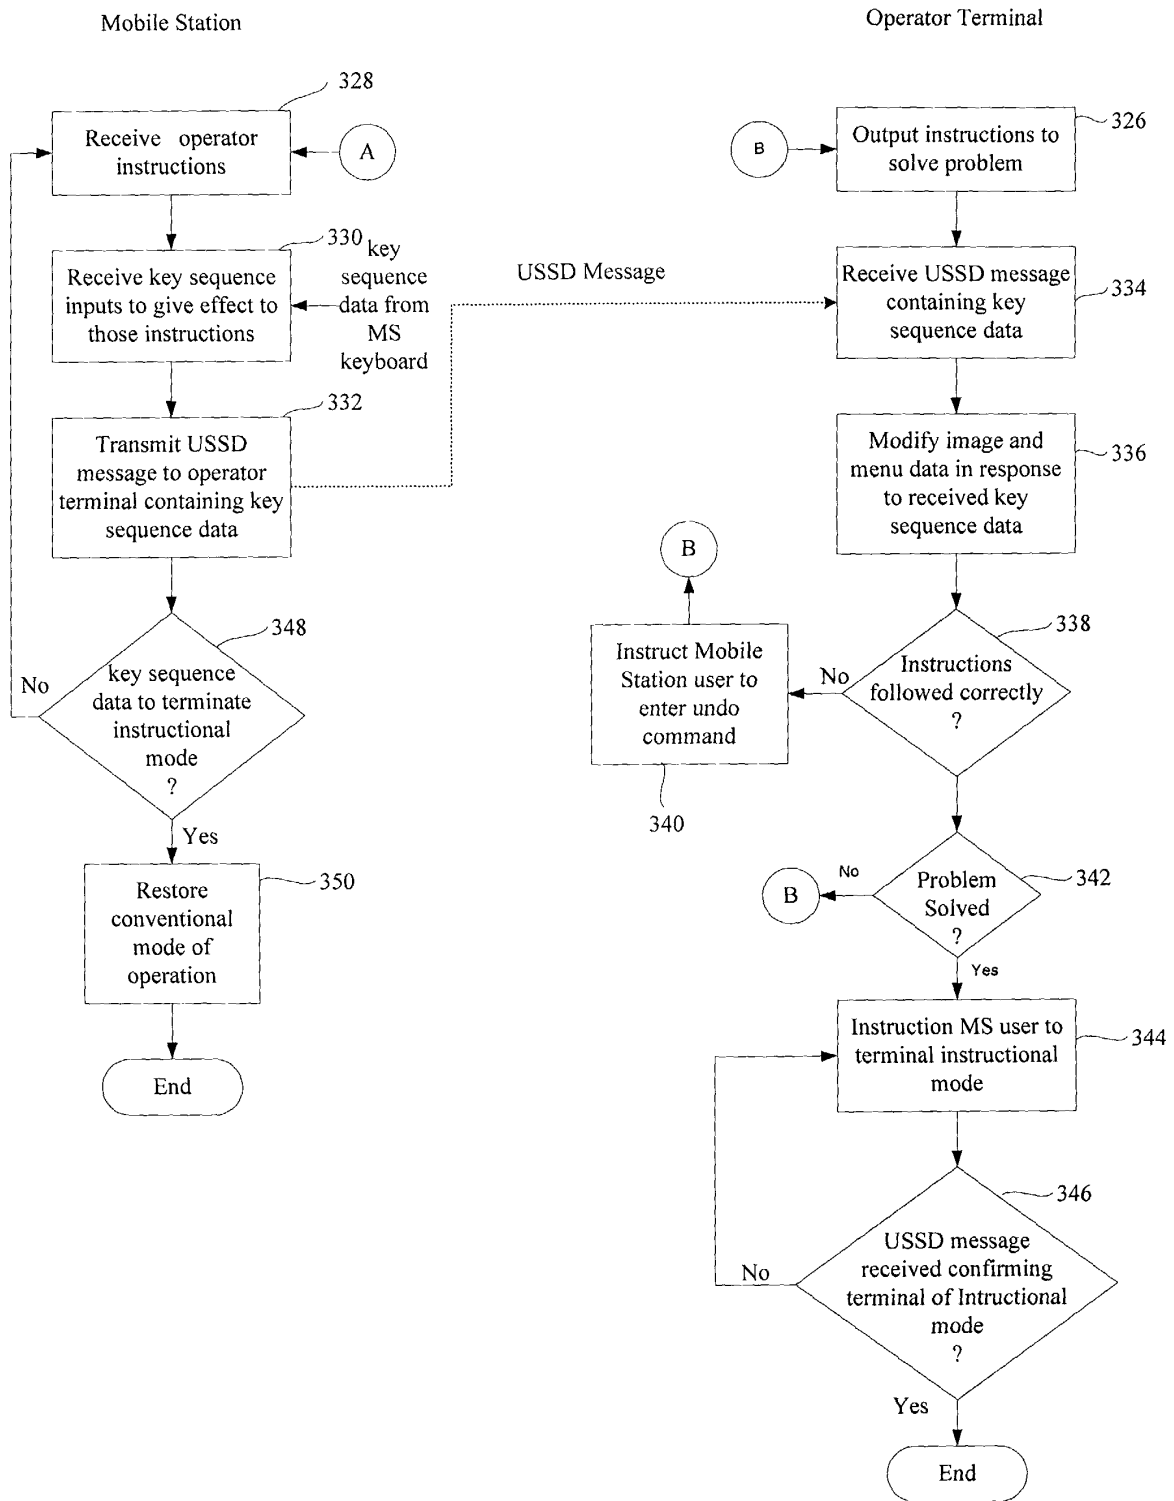 Mobile Station
Operator Terminal
328
Receive operator
instructions
A
B
326
Output instructions to
solve problem
330
Receive key sequence
inputs to give effect to
those instructions
key
sequence
data from
MS
keyboard
USSD Message
334
Receive USSD message
containing key
sequence data
332
Transmit USSD
message to operator
terminal containing key
sequence data
336
Modify image and
menu data in response
to received key
sequence data
B
348
key sequence
data to terminate
instructional
mode
?
No
Yes
Instruct Mobile
Station user to
enter undo
command
340
338
Instructions
followed correctly
?
No
350
Restore
conventional
mode of
operation
End
B
No
342
Problem
Solved
?
Yes
344
Instruction MS user to
terminal instructional
mode
346
USSD message
received confirming
terminal of Intructional
mode
?
No
Yes
End